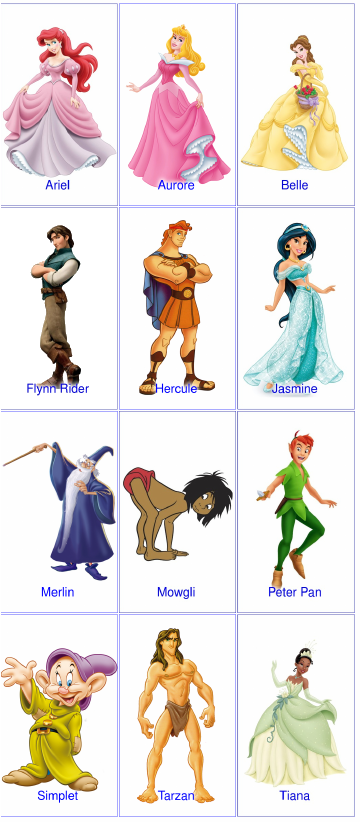 Ariel
Aurore
Belle
Flynn Rider
Hercule
Jasmine
Merlin
Mowgli
Peter Pan
Simplet
Tarzan
Tiana